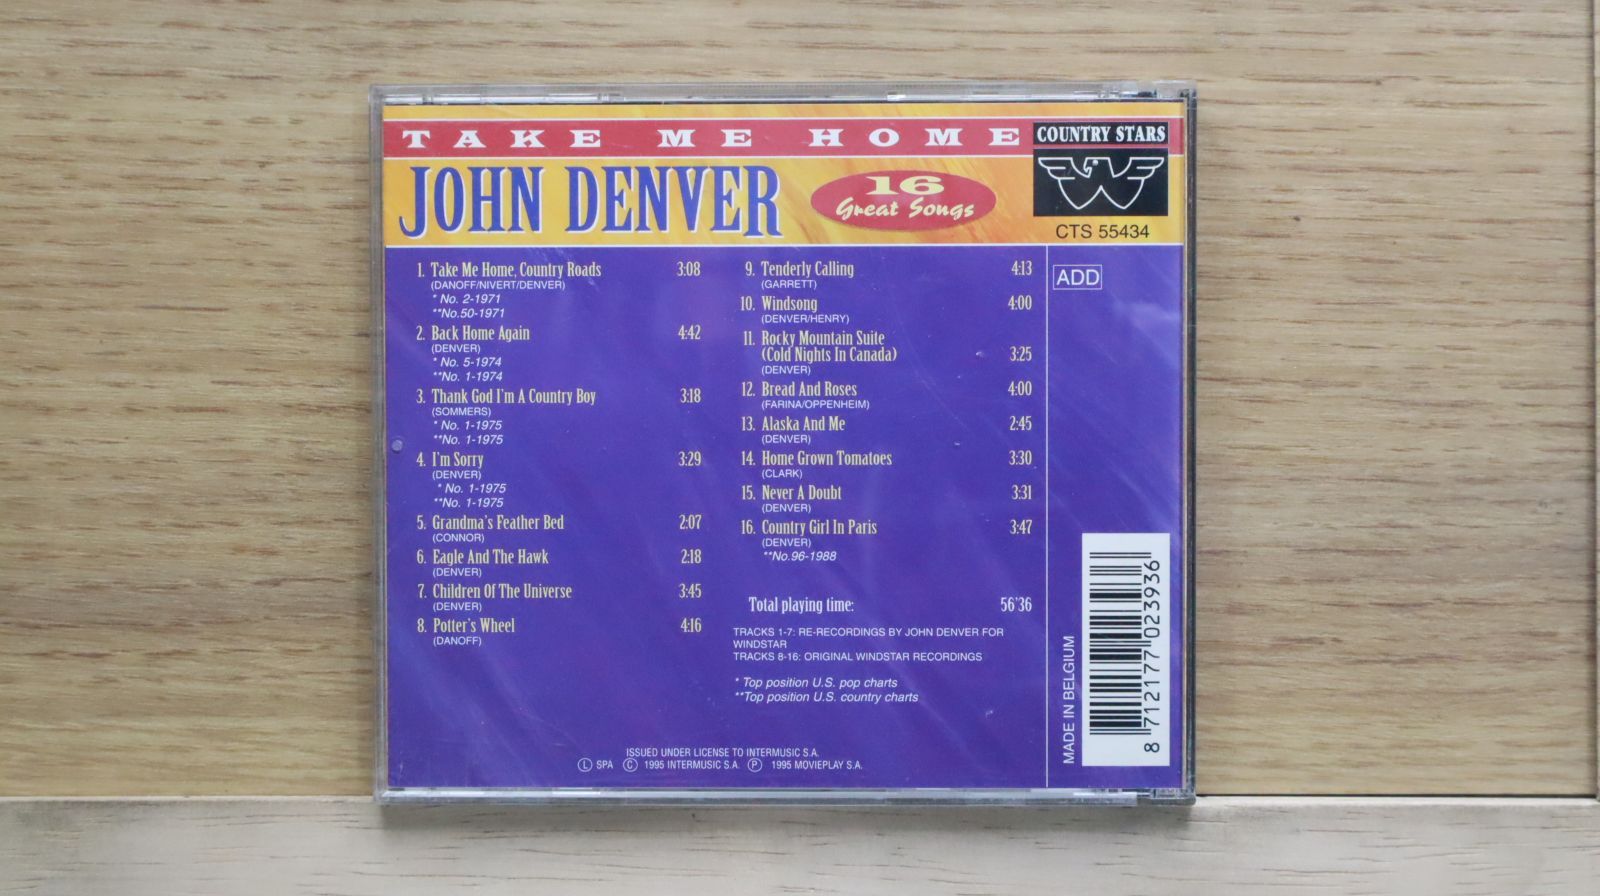 TAKE ME HOME
COUNTRY STARS
JOHN DENVER
16
Great Songs
CTS 55434
1. Take Me Home, Country Roads 3:08
(DANOFF/NIVERT/DENVER)
* No. 2-1971
**No.50-1971
2. Back Home Again 4:42
(DENVER)
* No. 5-1974
**No. 1-1974
3. Thank God I'm A Country Boy 3:18
(SOMMERS)
* No. 1-1975
**No. 1-1975
4. I'm Sorry 3:29
(DENVER)
* No. 1-1975
**No. 1-1975
5. Grandma's Feather Bed 2:07
(CONNOR)
6. Eagle And The Hawk 2:18
(DENVER)
7. Children Of The Universe 3:45
(DENVER)
8. Potter's Wheel 4:16
(DANOFF)
9. Tenderly Calling 4:13
(GARRETT)
10. Windsong 4:00
(DENVER/HENRY)
11. Rocky Mountain Suite
(Cold Nights In Canada) 3:25
(DENVER)
12. Bread And Roses 4:00
(FARINA/OPPENHEIM)
13. Alaska And Me 2:45
(DENVER)
14. Home Grown Tomatoes 3:30
(CLARK)
15. Never A Doubt 3:31
(DENVER)
16. Country Girl In Paris 3:47
(DENVER)
**No.96-1988
Total playing time: 56'36
TRACKS 1-7: RE-RECORDINGS BY JOHN DENVER FOR
WINDSTAR
TRACKS 8-16: ORIGINAL WINDSTAR RECORDINGS
* Top position U.S. pop charts
**Top position U.S. country charts
ISSUED UNDER LICENSE TO INTERMUSIC S.A.
Ⓛ SPA Ⓒ 1995 INTERMUSIC S.A. Ⓟ 1995 MOVIEPLAY S.A.
ADD
MADE IN BELGIUM
8 712177 023936